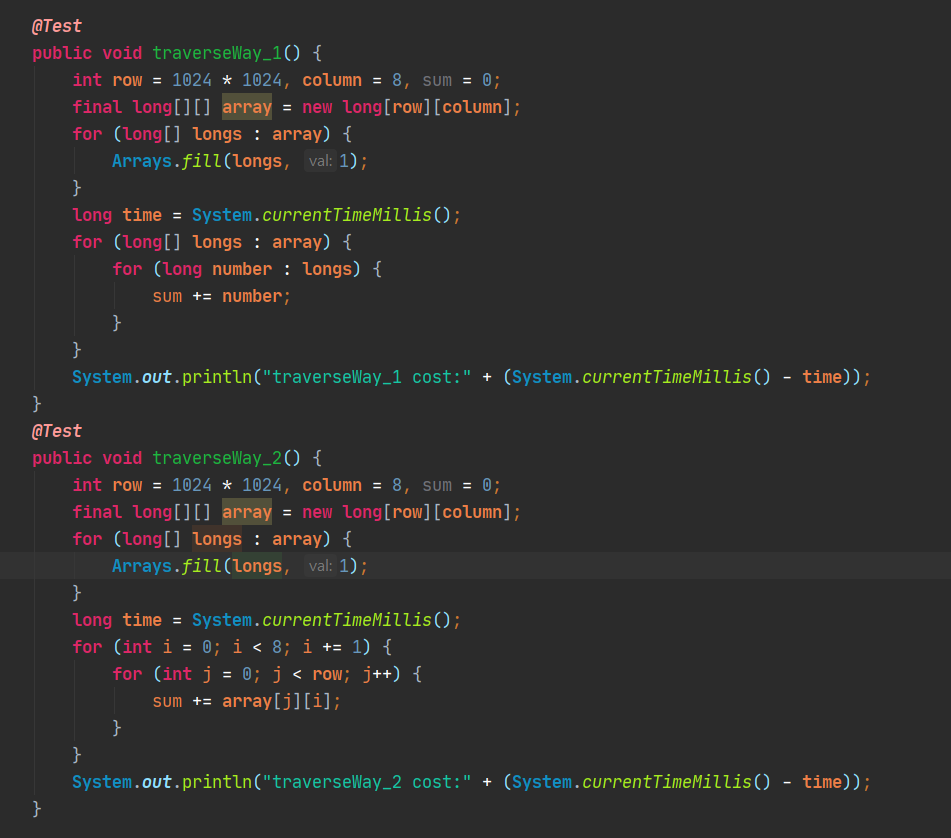 @Test
public void traverseWay_1() {
    int row = 1024 * 1024, column = 8, sum = 0;
    final long[][] array = new long[row][column];
    for (long[] longs : array) {
        Arrays.fill(longs, val: 1);
    }
    long time = System.currentTimeMillis();
    for (long[] longs : array) {
        for (long number : longs) {
            sum += number;
        }
    }
    System.out.println("traverseWay_1 cost:" + (System.currentTimeMillis() - time));
}
@Test
public void traverseWay_2() {
    int row = 1024 * 1024, column = 8, sum = 0;
    final long[][] array = new long[row][column];
    for (long[] longs : array) {
        Arrays.fill(longs, val: 1);
    }
    long time = System.currentTimeMillis();
    for (int i = 0; i < 8; i += 1) {
        for (int j = 0; j < row; j++) {
            sum += array[j][i];
        }
    }
    System.out.println("traverseWay_2 cost:" + (System.currentTimeMillis() - time));
}